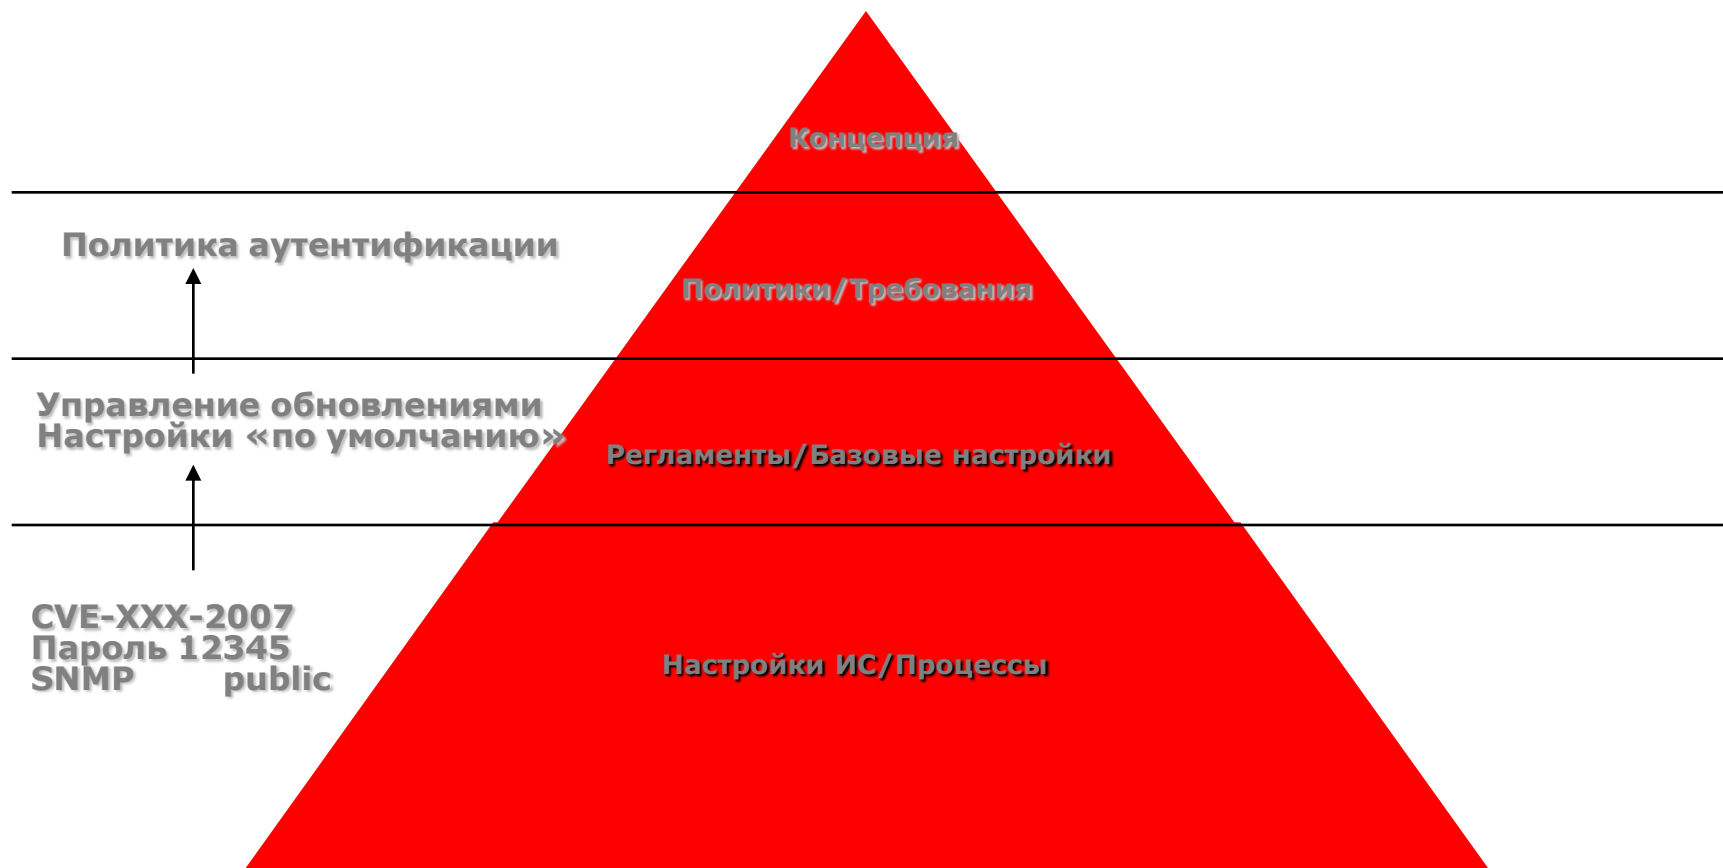 Концепция
Политика аутентификации
Политики/Требования
Управление обновлениями
Настройки «по умолчанию»
Регламенты/Базовые настройки
CVE-XXX-2007
Пароль 12345
SNMP public
Настройки ИС/Процессы